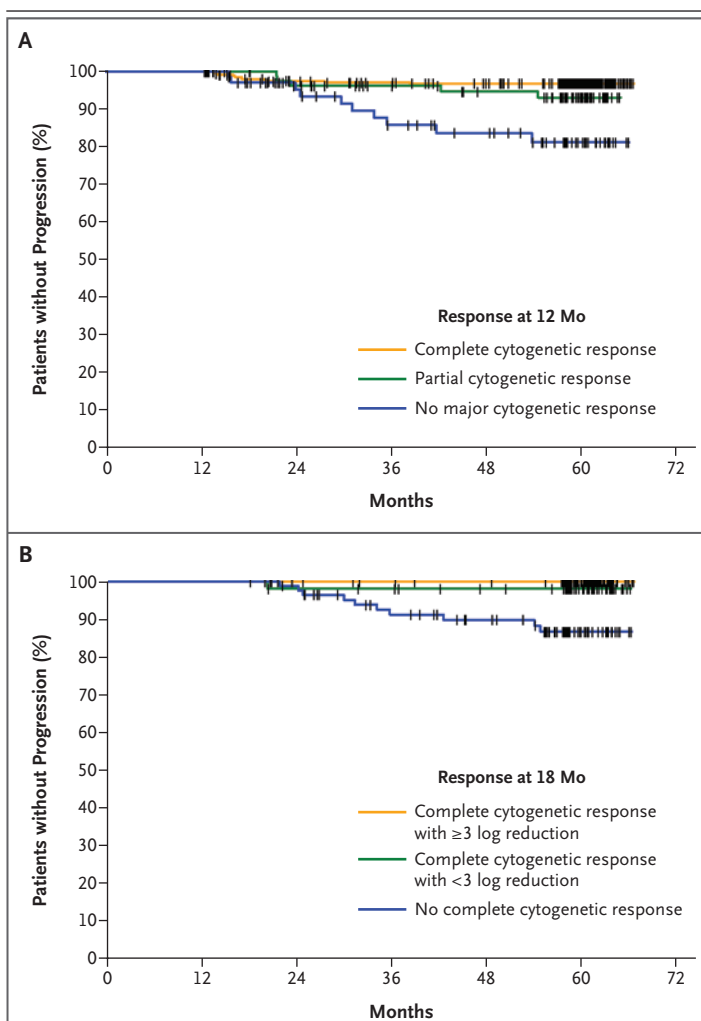 A
Patients without Progression (%)
100
90
80
70
60
50
40
30
20
10
0
0 12 24 36 48 60 72
Months
Response at 12 Mo
Complete cytogenetic response
Partial cytogenetic response
No major cytogenetic response
B
Patients without Progression (%)
100
90
80
70
60
50
40
30
20
10
0
0 12 24 36 48 60 72
Months
Response at 18 Mo
Complete cytogenetic response
with ≥3 log reduction
Complete cytogenetic response
with <3 log reduction
No complete cytogenetic response